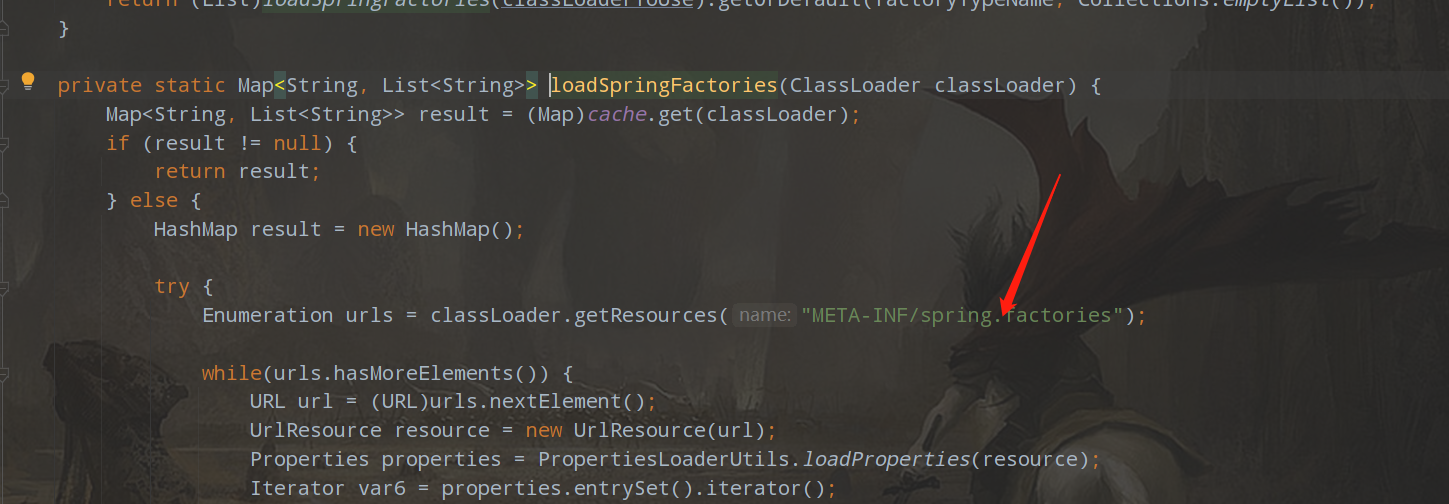 return (List)loadSpringFactories(classLoaderToUse).getOrDefault(factoryTypeName, Collections.emptyList());
}
private static Map<String, List<String>> loadSpringFactories(ClassLoader classLoader) {
Map<String, List<String>> result = (Map)cache.get(classLoader);
if (result != null) {
return result;
} else {
HashMap result = new HashMap();
try {
Enumeration urls = classLoader.getResources( name: "META-INF/spring.factories");
while(urls.hasMoreElements()) {
URL url = (URL)urls.nextElement();
UrlResource resource = new UrlResource(url);
Properties properties = PropertiesLoaderUtils.loadProperties(resource);
Iterator var6 = properties.entrySet().iterator();